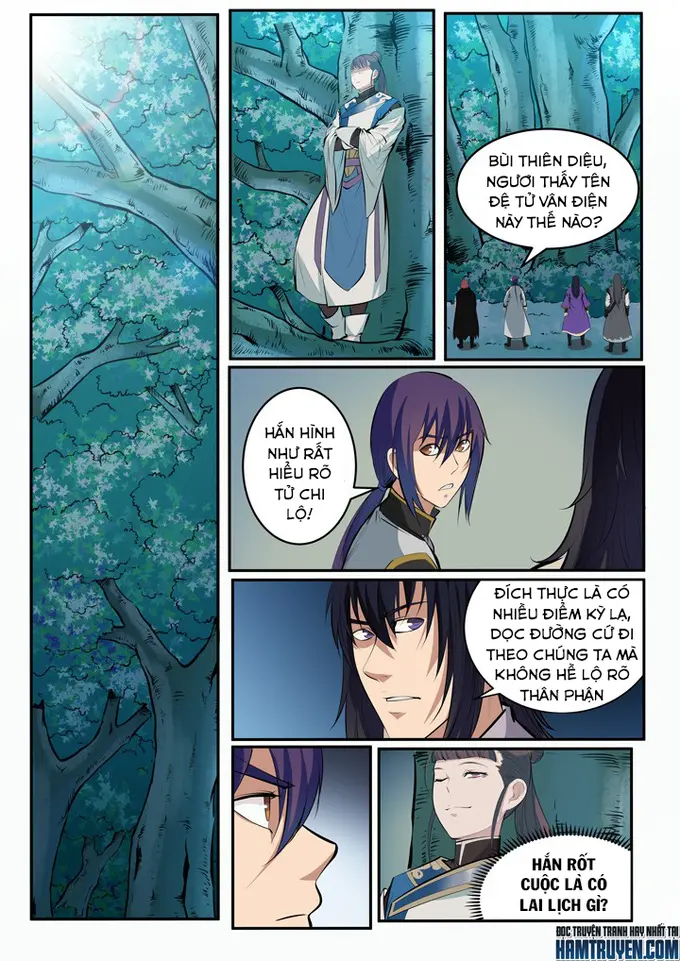 BÙI THIÊN DIỆU,
NGƯƠI THẤY TÊN
ĐỆ TỬ VÂN ĐIỆN
NÀY THẾ NÀO?
HẮN HÌNH
NHƯ RẤT
HIỂU RÕ
TỬ CHI
LỘ!
ĐÍCH THỰC LÀ CÓ
NHIỀU ĐIỂM KỲ LẠ,
DỌC ĐƯỜNG CỨ ĐI
THEO CHÚNG TA MÀ
KHÔNG HỀ LỘ RÕ
THÂN PHẬN
HẮN RỐT
CUỘC LÀ CÓ
LAI LỊCH GÌ?
ĐỌC TRUYỆN TRANH HAY NHẤT TẠI
HAMTRUYEN.COM